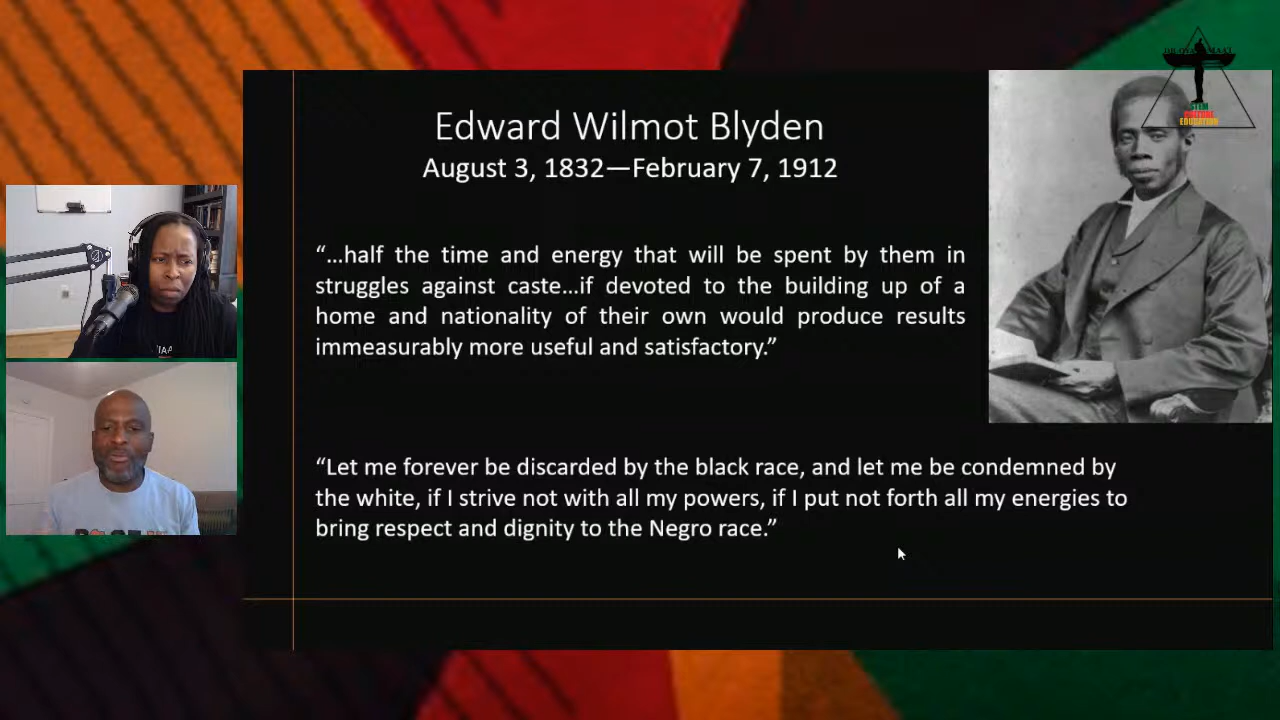 Edward Wilmot Blyden
August 3, 1832—February 7, 1912
“...half the time and energy that will be spent by them in
struggles against caste...if devoted to the building up of a
home and nationality of their own would produce results
immeasurably more useful and satisfactory.”
“Let me forever be discarded by the black race, and let me be condemned by
the white, if I strive not with all my powers, if I put not forth all my energies to
bring respect and dignity to the Negro race.”
STEM
CULTURE
EDUCATION